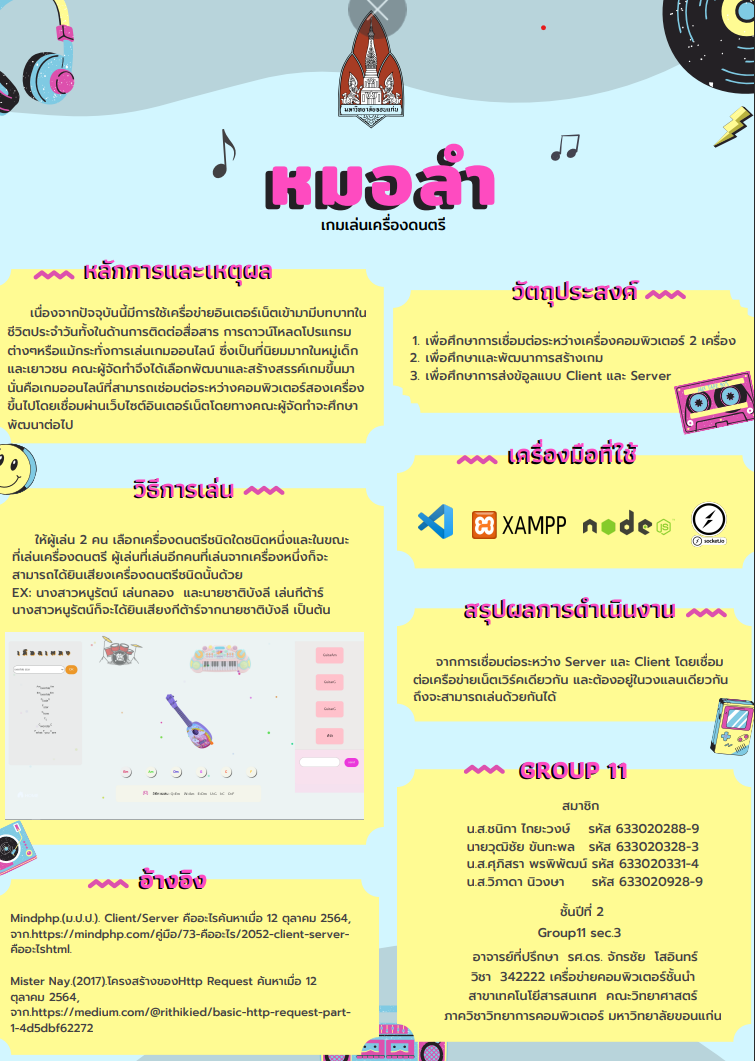 มหาวิทยาลัยขอนแก่น
หมอลำ
เกมเล่นเครื่องดนตรี
หลักการและเหตุผล
เนื่องจากปัจจุบันนี้มีการใช้เครือข่ายอินเตอร์เน็ตเข้ามามีบทบาทใน
ชีวิตประจำวันทั้งในด้านการติดต่อสื่อสาร การดาวน์โหลดโปรแกรม
ต่างๆหรือแม้กระทั่งการเล่นเกมออนไลน์ ซึ่งเป็นที่นิยมมากในหมู่เด็ก
และเยาวชน คณะผู้จัดทำจึงได้เลือกพัฒนาและสร้างสรรค์เกมขึ้นมา
นั่นคือเกมออนไลน์ที่สามารถเช่อมต่อระหว่างคอมพิวเตอร์สองเครื่อง
ขึ้นไปโดยเชื่อมผ่านเว็บไซต์อินเตอร์เน็ตโดยทางคณะผู้จัดทำจะศึกษา
พัฒนาต่อไป
วัตถุประสงค์
1. เพื่อศึกษาการเชื่อมต่อระหว่างเครื่องคอมพิวเตอร์ 2 เครื่อง
2. เพื่อศึกษาและพัฒนาการสร้างเกม
3. เพื่อศึกษาการส่งข้อูลแบบ Client และ Server
วิธีการเล่น
ให้ผู้เล่น 2 คน เลือกเครื่องดนตรีชนิดใดชนิดหนึ่งและในขณะ
ที่เล่นเครื่องดนตรี ผู้เล่นที่เล่นอีกคนที่เล่นจากเครื่องหนึ่งก็จะ
สามารถได้ยินเสียงเครื่องดนตรีชนิดนั้นด้วย
EX: นางสาวหนูรัตน์ เล่นกลอง และนายชาติบังลี เล่นกีต้าร์
นางสาวหนูรัตน์ก็จะได้ยินเสียงกีต้าร์จากนายชาติบังลี เป็นต้น
เลือกเพลง
เครื่องมือที่ใช้
XAMPP
node
JS
socket.io
สรุปผลการดำเนินงาน
จากการเชื่อมต่อระหว่าง Server และ Client โดยเชื่อม
ต่อเครือข่ายเน็ตเวิร์คเดียวกัน และต้องอยู่ในวงแลนเดียวกัน
ถึงจะสามารถเล่นด้วยกันได้
อ้างอิง
Mindphp.(ม.ป.ป.). Client/Server คืออะไรค้นหาเมื่อ 12 ตุลาคม 2564,
จาก.https://mindphp.com/คู่มือ/73-คืออะไร/2052-client-server-
คืออะไรhtml.
Mister Nay.(2017).โครงสร้างของHttp Request ค้นหาเมื่อ 12
ตุลาคม 2564,
จาก.https://medium.com/@rithikied/basic-http-request-part-
1-4d5dbf62272
GROUP 11
สมาชิก
น.ส.ชนิกา ไกยะวงษ์ รหัส 633020288-9
นายวุฒิชัย ขันทะพล รหัส 633020328-3
น.ส.ศุภิสรา พรพิพัฒน์ รหัส 633020331-4
น.ส.วิภาดา นิวงษา รหัส 633020928-9
ชั้นปีที่ 2
Group11 sec.3
อาจารย์ที่ปรึกษา รศ.ดร. จักรชัย โสอินทร์
วิชา 342222 เครือข่ายคอมพิวเตอร์ชั้นนำ
สาขาเทคโนโยีสารสนเทศ คณะวิทยาศาสตร์
ภาควิชาวิทยาการคอมพิวเตอร์ มหาวิทยาลัยขอนแก่น